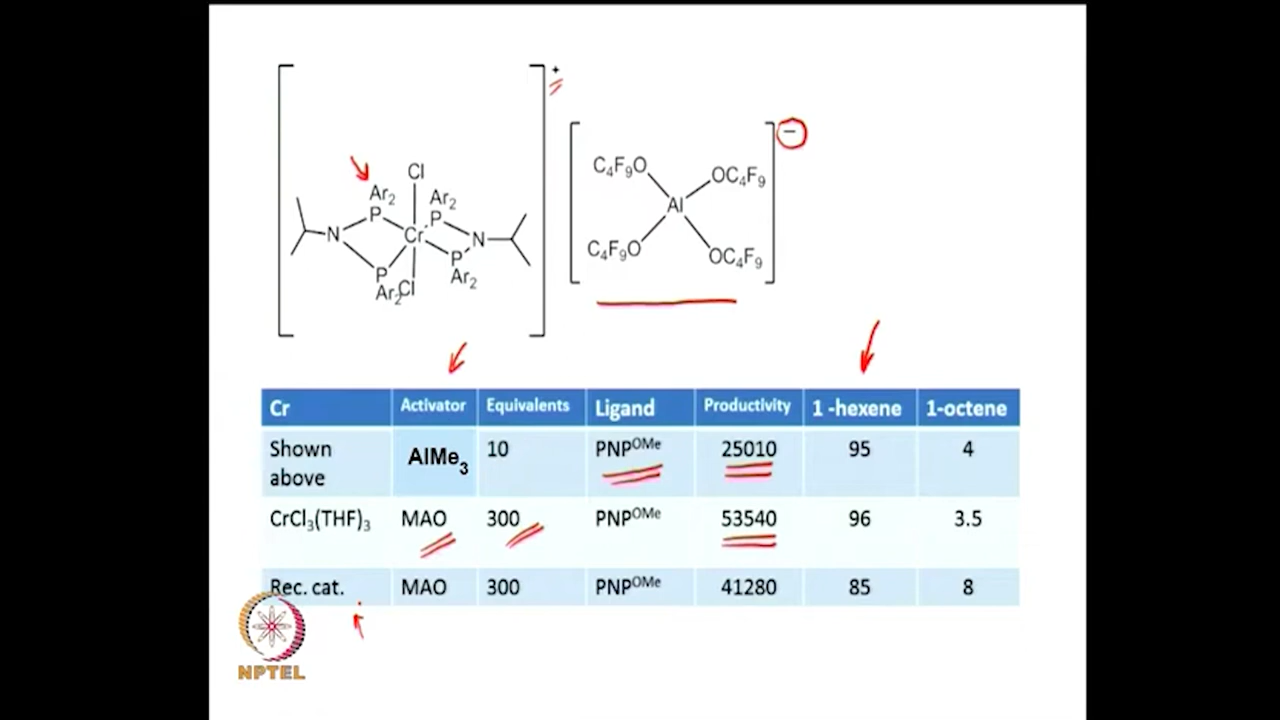 +
−
C₄F₉O OC₄F₉
Al
C₄F₉O OC₄F₉
Cl
Ar₂ Ar₂
P P
N Cr N
P P
Ar₂ Cl Ar₂
Cr Activator Equivalents Ligand Productivity 1 -hexene 1-octene
Shown above AlMe₃ 10 PNPᴼᴹᵉ 25010 95 4
CrCl₃(THF)₃ MAO 300 PNPᴼᴹᵉ 53540 96 3.5
Rec. cat. MAO 300 PNPᴼᴹᵉ 41280 85 8
NPTEL